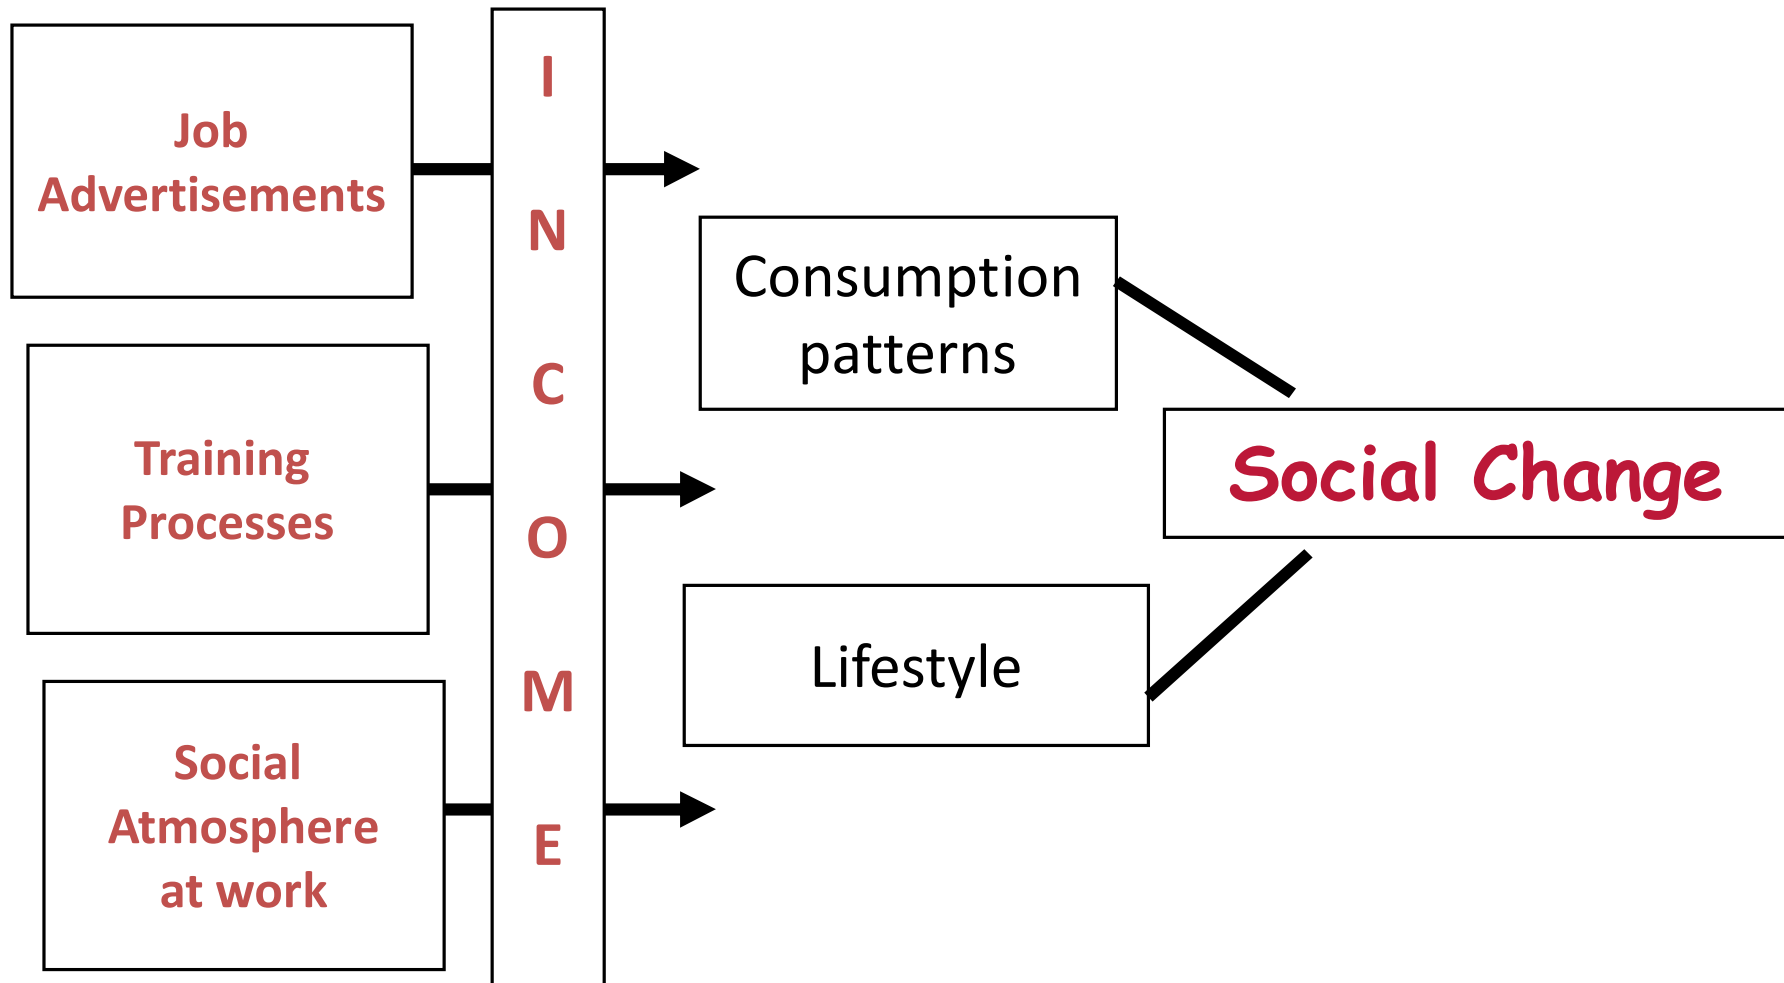 Job
Advertisements
Training
Processes
Social
Atmosphere
at work
I
N
C
O
M
E
Consumption
patterns
Lifestyle
Social Change